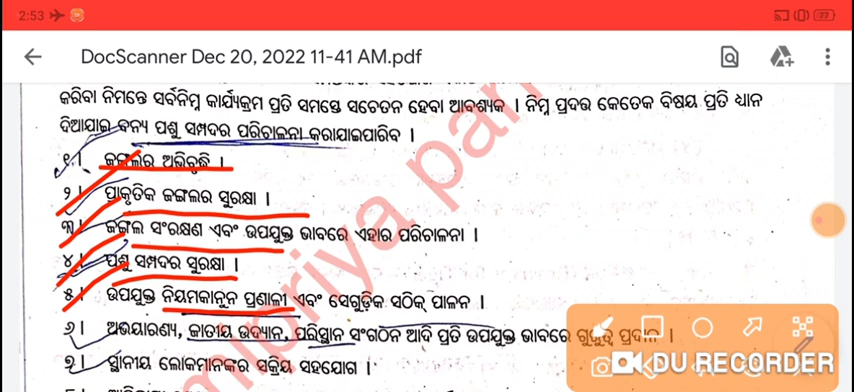 2:53
27
DocScanner Dec 20, 2022 11-41 AM.pdf
କରିବା ନିମନ୍ତେ ସର୍ବନିମ୍ନ କାର୍ଯ୍ୟକ୍ରମ ପ୍ରତି ସମସ୍ତେ ସଚେତନ ହେବା ଆବଶ୍ୟକ । ନିମ୍ନ ପ୍ରଦତ୍ତ କେତେକ ବିଷୟ ପ୍ରତି ଧ୍ୟାନ
ଦିଆଯାଇ ବନ୍ୟ ପଶୁ ସମ୍ପଦର ପରିଚାଳନା କରାଯାଇପାରିବ ।
୧। ଜଙ୍ଗଲର ଅଭିବୃଦ୍ଧି ।
୨। ପ୍ରାକୃତିକ ଜଙ୍ଗଲର ସୁରକ୍ଷା ।
୩। ଜଙ୍ଗଲ ସଂରକ୍ଷଣ ଏବଂ ଉପଯୁକ୍ତ ଭାବରେ ଏହାର ପରିଚାଳନା ।
୪। ପଶୁ ସମ୍ପଦର ସୁରକ୍ଷା ।
୫। ଉପଯୁକ୍ତ ନିୟମକାନୁନ ପ୍ରଣାଳୀ ଏବଂ ସେଗୁଡ଼ିକ ସଠିକ୍ ପାଳନ ।
୬। ଅଭୟାରଣ୍ୟ, ଜାତୀୟ ଉଦ୍ୟାନ, ପରିସ୍ଥାନ ସଂଗଠନ ଆଦି ପ୍ରତି ଉପଯୁକ୍ତ ଭାବରେ ଗୁରୁତ୍ୱ ପ୍ରଦାନ ।
୭। ସ୍ଥାନୀୟ ଲୋକମାନଙ୍କର ସକ୍ରିୟ ସହଯୋଗ ।
DU RECORDER